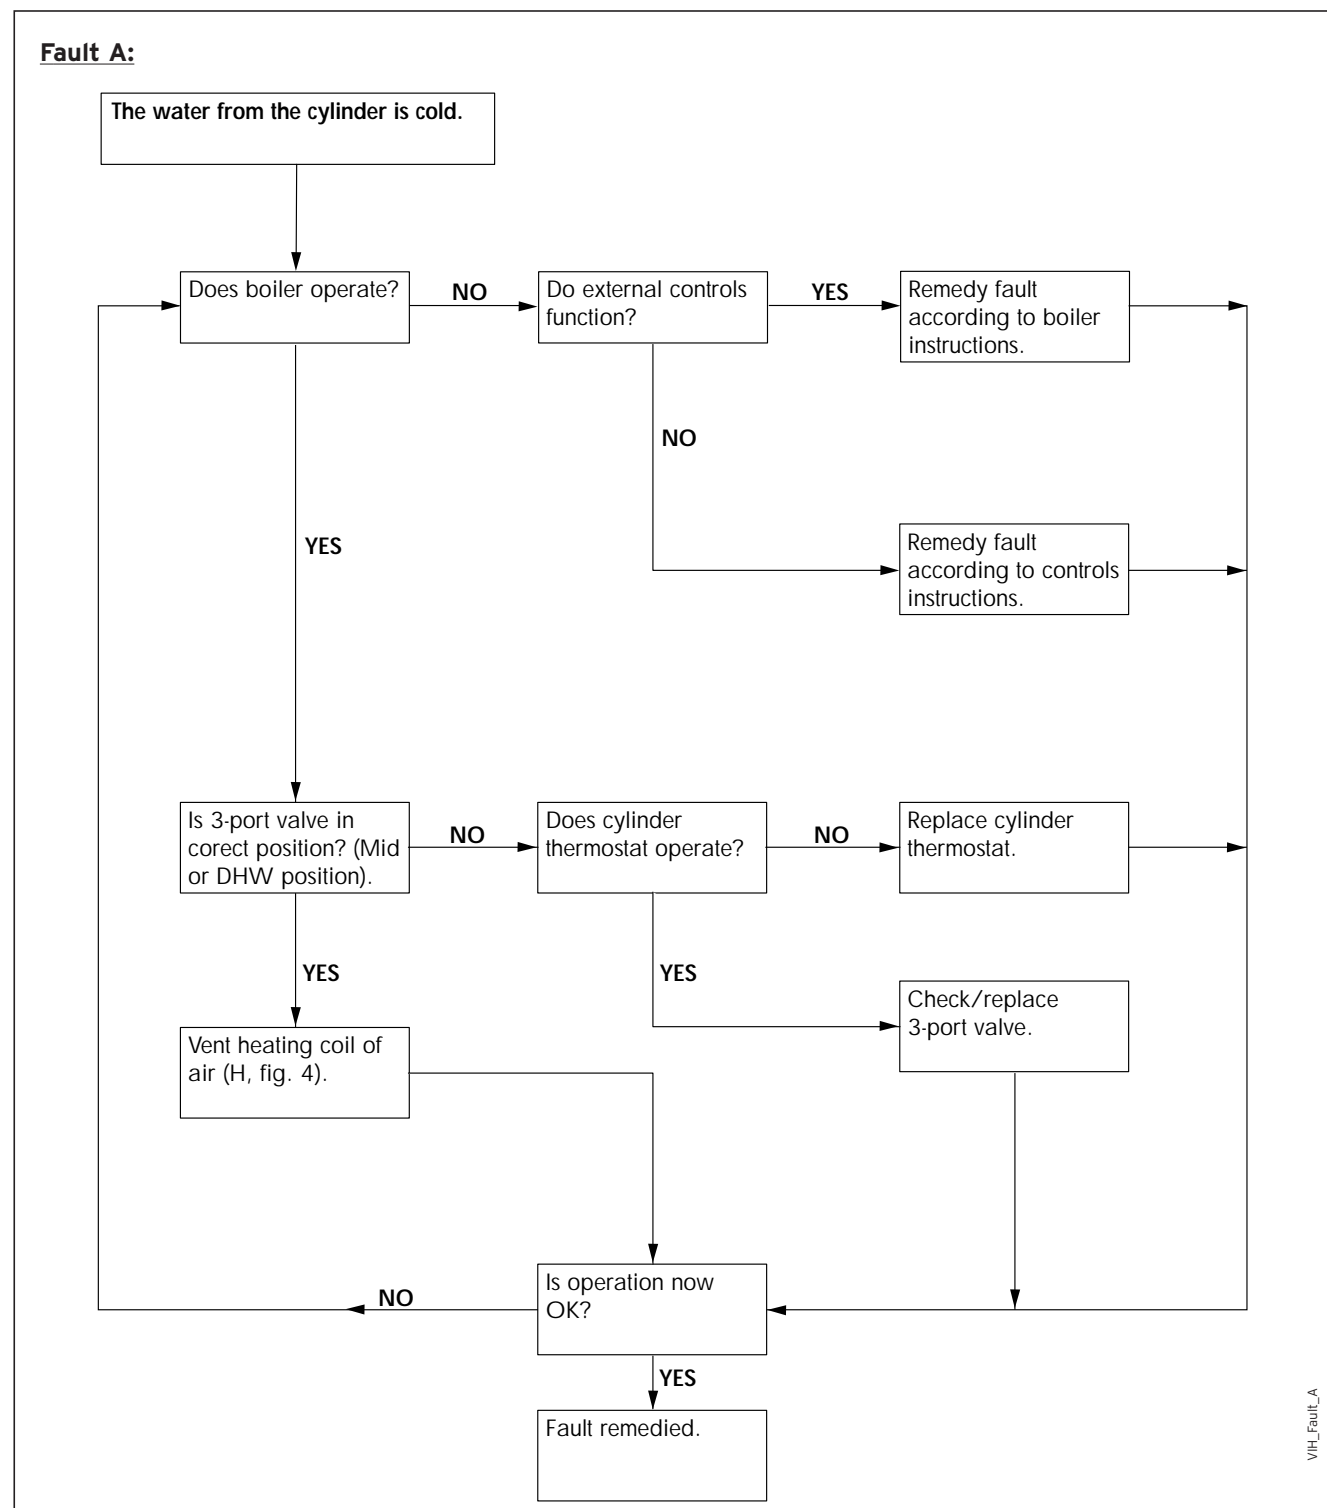 Fault A:
The water from the cylinder is cold.
Does boiler operate?
NO
Do external controls
function?
YES
Remedy fault
according to boiler
instructions.
NO
Remedy fault
according to controls
instructions.
YES
Is 3-port valve in
corect position? (Mid
or DHW position).
NO
Does cylinder
thermostat operate?
NO
Replace cylinder
thermostat.
YES
Check/replace
3-port valve.
YES
Vent heating coil of
air (H, fig. 4).
Is operation now
OK?
NO
YES
Fault remedied.
VIH_Fault_A